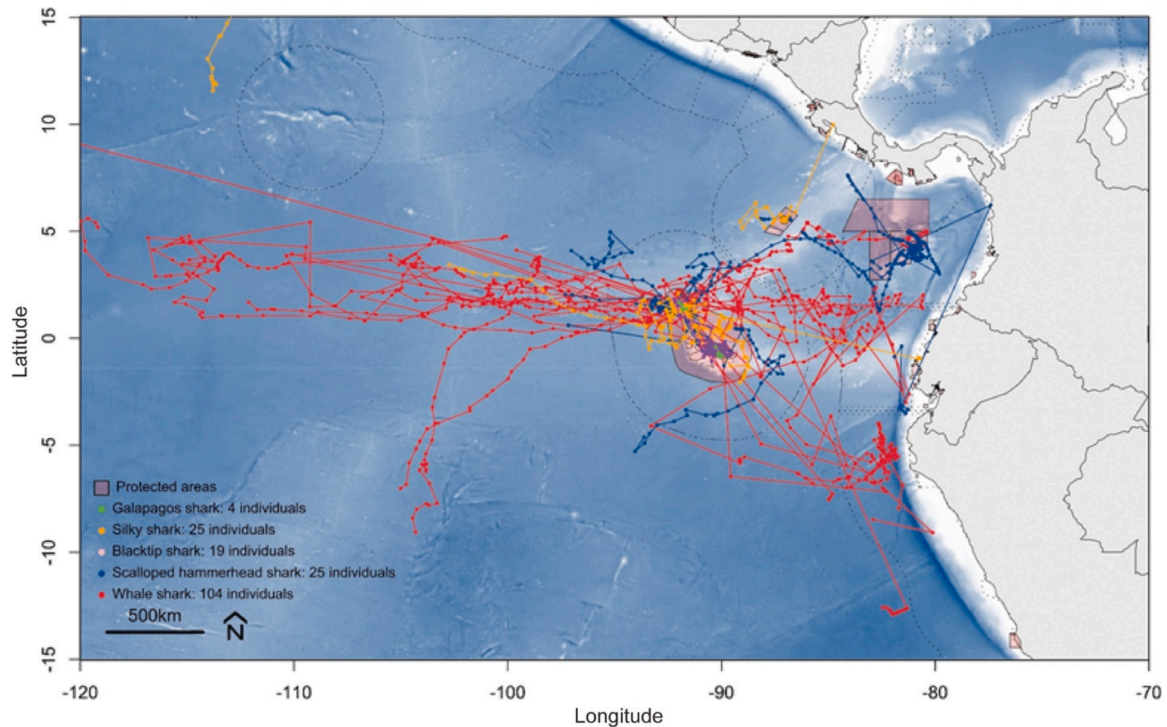 15
10
5
0
-5
-10
-15
Latitude
Protected areas
Galapagos shark: 4 individuals
Silky shark: 25 individuals
Blacktip shark: 19 individuals
Scalloped hammerhead shark: 25 individuals
Whale shark: 104 individuals
500km
N
-120 -110 -100 -90 -80 -70
Longitude